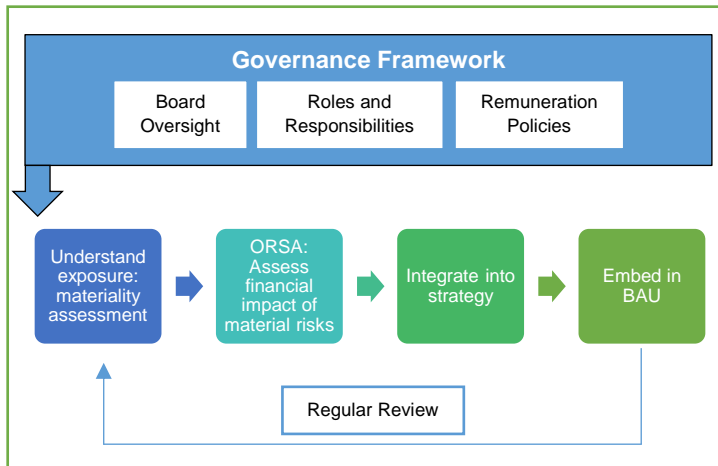 Governance Framework
Board
Oversight
Roles and
Responsibilities
Remuneration
Policies
Understand
exposure:
materiality
assessment
ORSA:
Assess
financial
impact of
material risks
Integrate into
strategy
Embed in
BAU
Regular Review